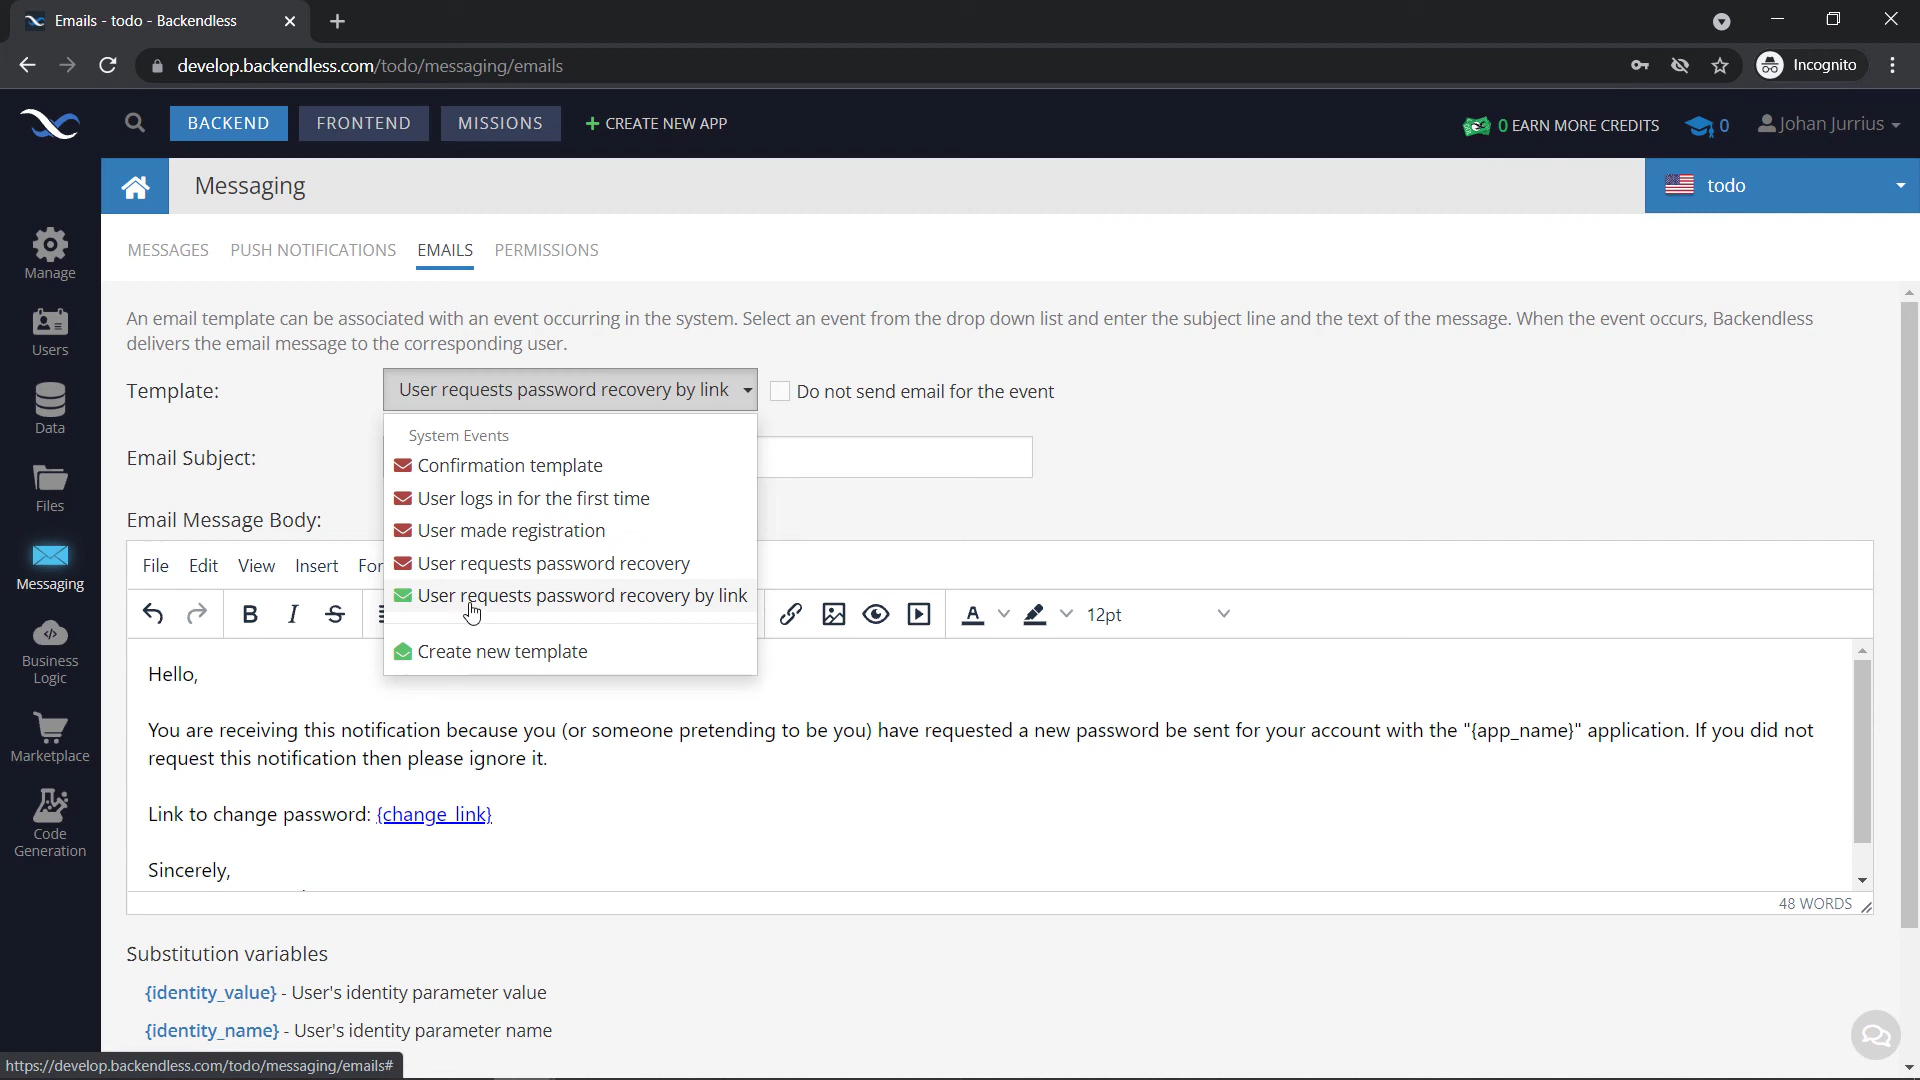 Emails - todo - Backendless
develop.backendless.com/todo/messaging/emails
Incognito
BACKEND
FRONTEND
MISSIONS
+ CREATE NEW APP
0 EARN MORE CREDITS
0
Johan Jurrius
Messaging
todo
Manage
Users
Data
Files
Messaging
Business
Logic
Marketplace
Code
Generation
MESSAGES
PUSH NOTIFICATIONS
EMAILS
PERMISSIONS
An email template can be associated with an event occurring in the system. Select an event from the drop down list and enter the subject line and the text of the message. When the event occurs, Backendless
delivers the email message to the corresponding user.
Template:
User requests password recovery by link
Do not send email for the event
System Events
Confirmation template
User logs in for the first time
User made registration
User requests password recovery
User requests password recovery by link
Create new template
Email Subject:
Email Message Body:
File
Edit
View
Insert
For
B
I
S
A
12pt
Hello,
You are receiving this notification because you (or someone pretending to be you) have requested a new password be sent for your account with the "{app_name}" application. If you did not
request this notification then please ignore it.
Link to change password: {change_link}
Sincerely,
48 WORDS
Substitution variables
{identity_value} - User's identity parameter value
{identity_name} - User's identity parameter name
https://develop.backendless.com/todo/messaging/emails#